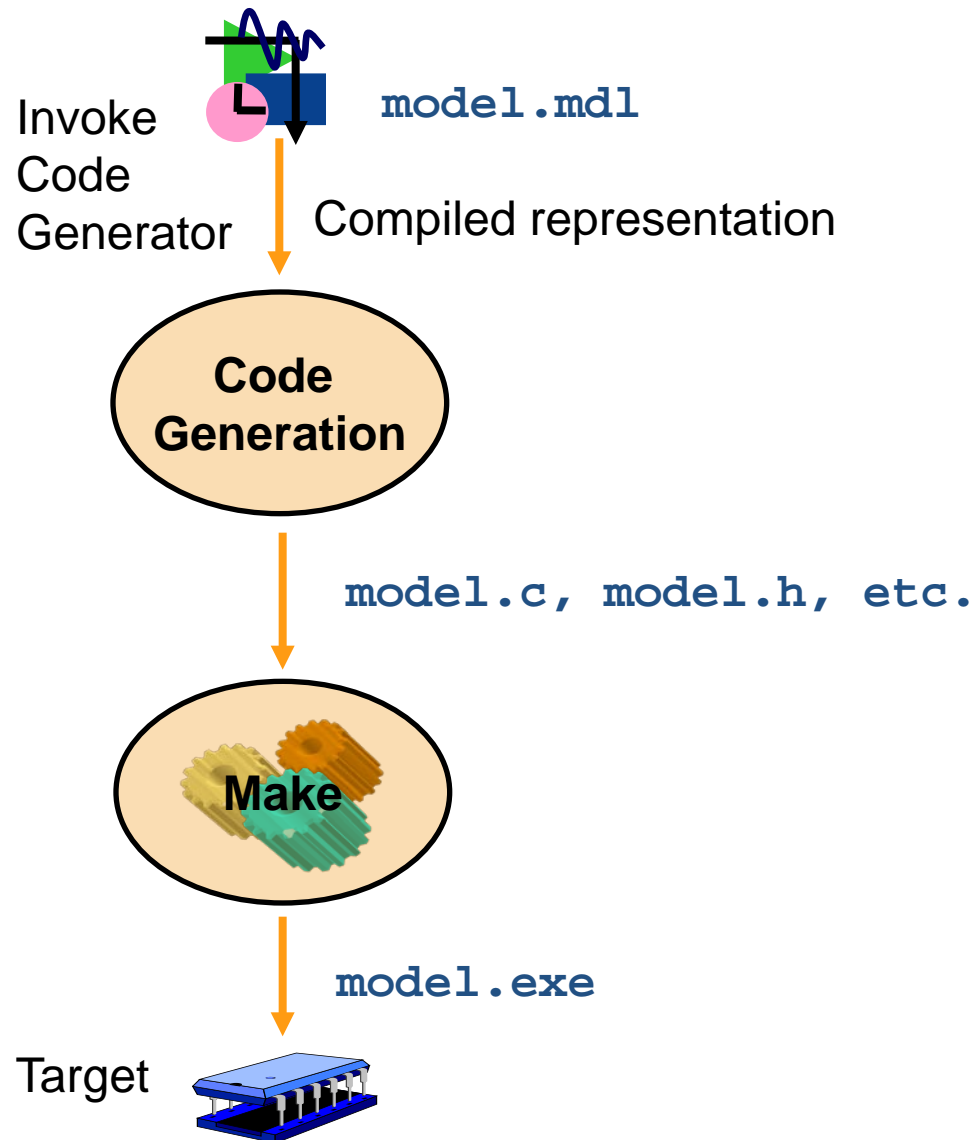 model.mdl
Invoke
Code
Generator
Compiled representation
Code
Generation
model.c, model.h, etc.
Make
model.exe
Target